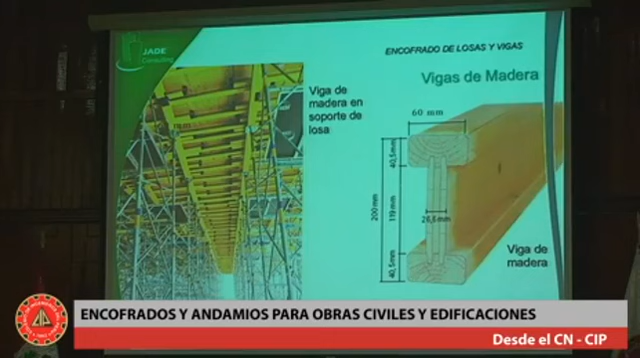 JADE
Consulting
ENCOFRADO DE LOSAS Y VIGAS
Vigas de Madera
Viga de
madera en
soporte de
losa
60 mm
40,5mm
200 mm
119 mm
26,6mm
40,5mm
Viga de
madera
ENCOFRADOS Y ANDAMIOS PARA OBRAS CIVILES Y EDIFICACIONES
Desde el CN - CIP